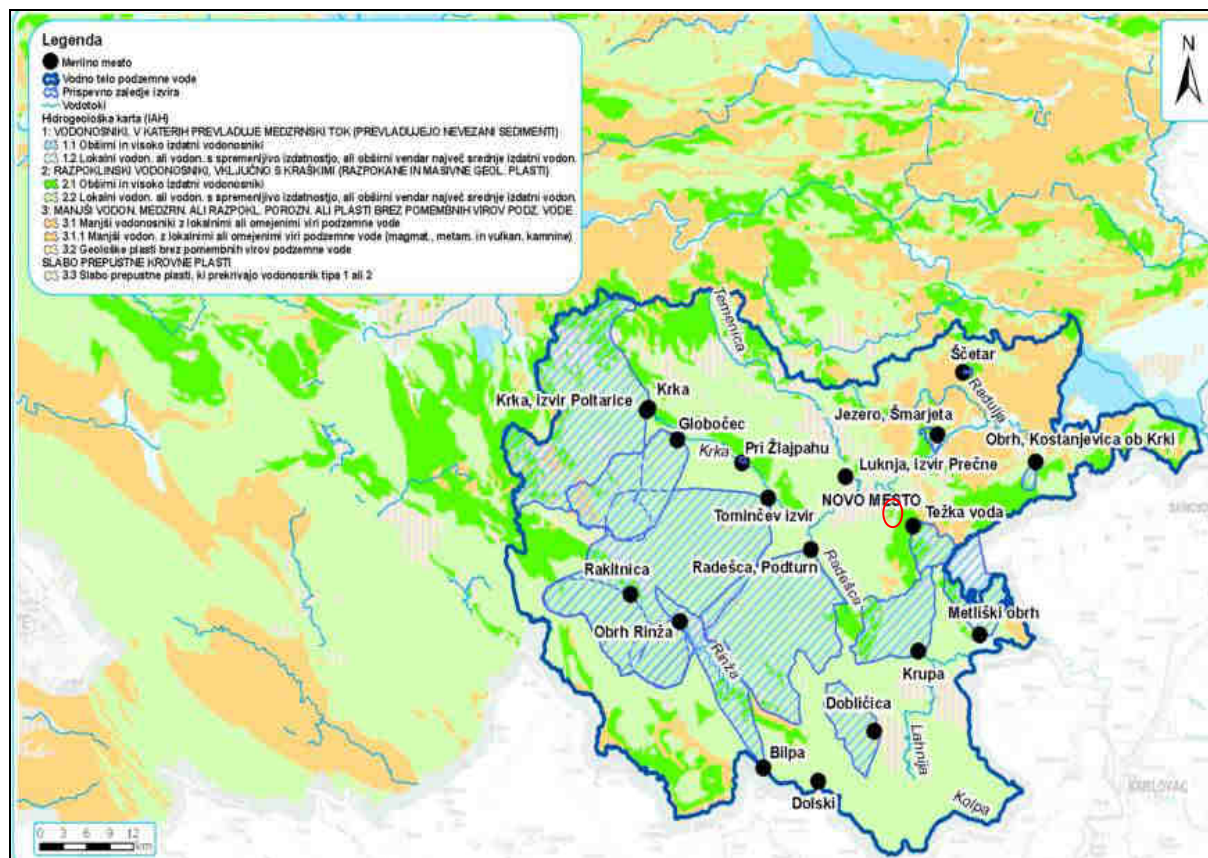 Legenda
Merilno mesto
Vodno telo podzemne vode
Prispevno zaledje izvira
Vodotoki
Hidrogeološka karta (IAH)
1: VODONOSNIKI, V KATERIH PREVLADUJE MEDZRNSKI TOK (PREVLADUJEJO NEVEZANI SEDIMENTI)
1.1 Obširni in visoko izdatni vodonosniki
1.2 Lokalni vodon. ali vodon. s spremenljivo izdatnostjo, ali obširni vendar največ srednje izdatni vodon.
2: RAZPOKLINSKI VODONOSNIKI, VKLJUČNO S KRAŠKIMI (RAZPOKANE IN MASIVNE GEOL. PLASTI)
2.1 Obširni in visoko izdatni vodonosniki
2.2 Lokalni vodon. ali vodon. s spremenljivo izdatnostjo, ali obširni vendar največ srednje izdatni vodon.
3: MANJŠI VODON. MEDZRN. ALI RAZPOKL. POROZN. ALI PLASTI BREZ POMEMBNIH VIROV PODZ. VODE
3.1 Manjši vodonosniki z lokalnimi ali omejenimi viri podzemne vode
3.1.1 Manjši vodon. z lokalnimi ali omejenimi viri podzemne vode (magmat., metam. in vulkan. kamnine)
3.2 Geološke plasti brez pomembnih virov podzemne vode
SLABO PREPUSTNE KROVNE PLASTI
3.3 Slabo prepustne plasti, ki prekrivajo vodonosnik tipa 1 ali 2
N
Temenica
Ščetar
Radulja
Krka
Krka, izvir Poltarice
Globočec
Jezero, Šmarjeta
Obrh, Kostanjevica ob Krki
Krka
Pri Žlajpahu
Luknja, izvir Prečne
NOVO MESTO
Tominčev izvir
Težka voda
Radešca, Podturn
Radešca
Rakitnica
Metliški obrh
Obrh Rinža
Rinža
Krupa
Dobličica
Lahnija
Bilpa
Dolski
Kolpa
KARLOVAC
0 3 6 9 12
km